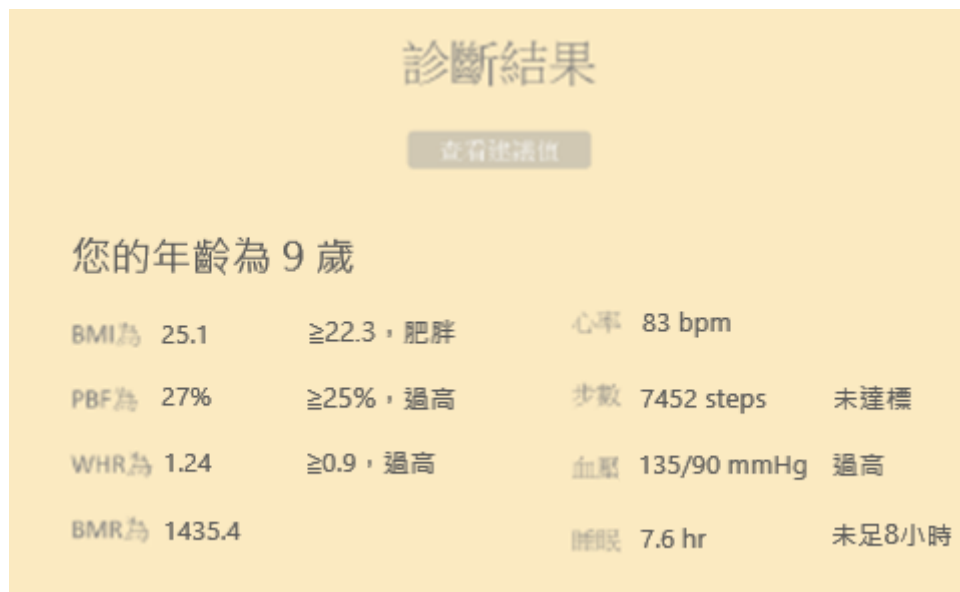 診斷結果
查看建議值
您的年齡為 9 歲
BMI為 25.1 ≧22.3，肥胖
心率 83 bpm
PBF為 27% ≧25%，過高
步數 7452 steps 未達標
WHR為 1.24 ≧0.9，過高
血壓 135/90 mmHg 過高
BMR為 1435.4
睡眠 7.6 hr 未足8小時